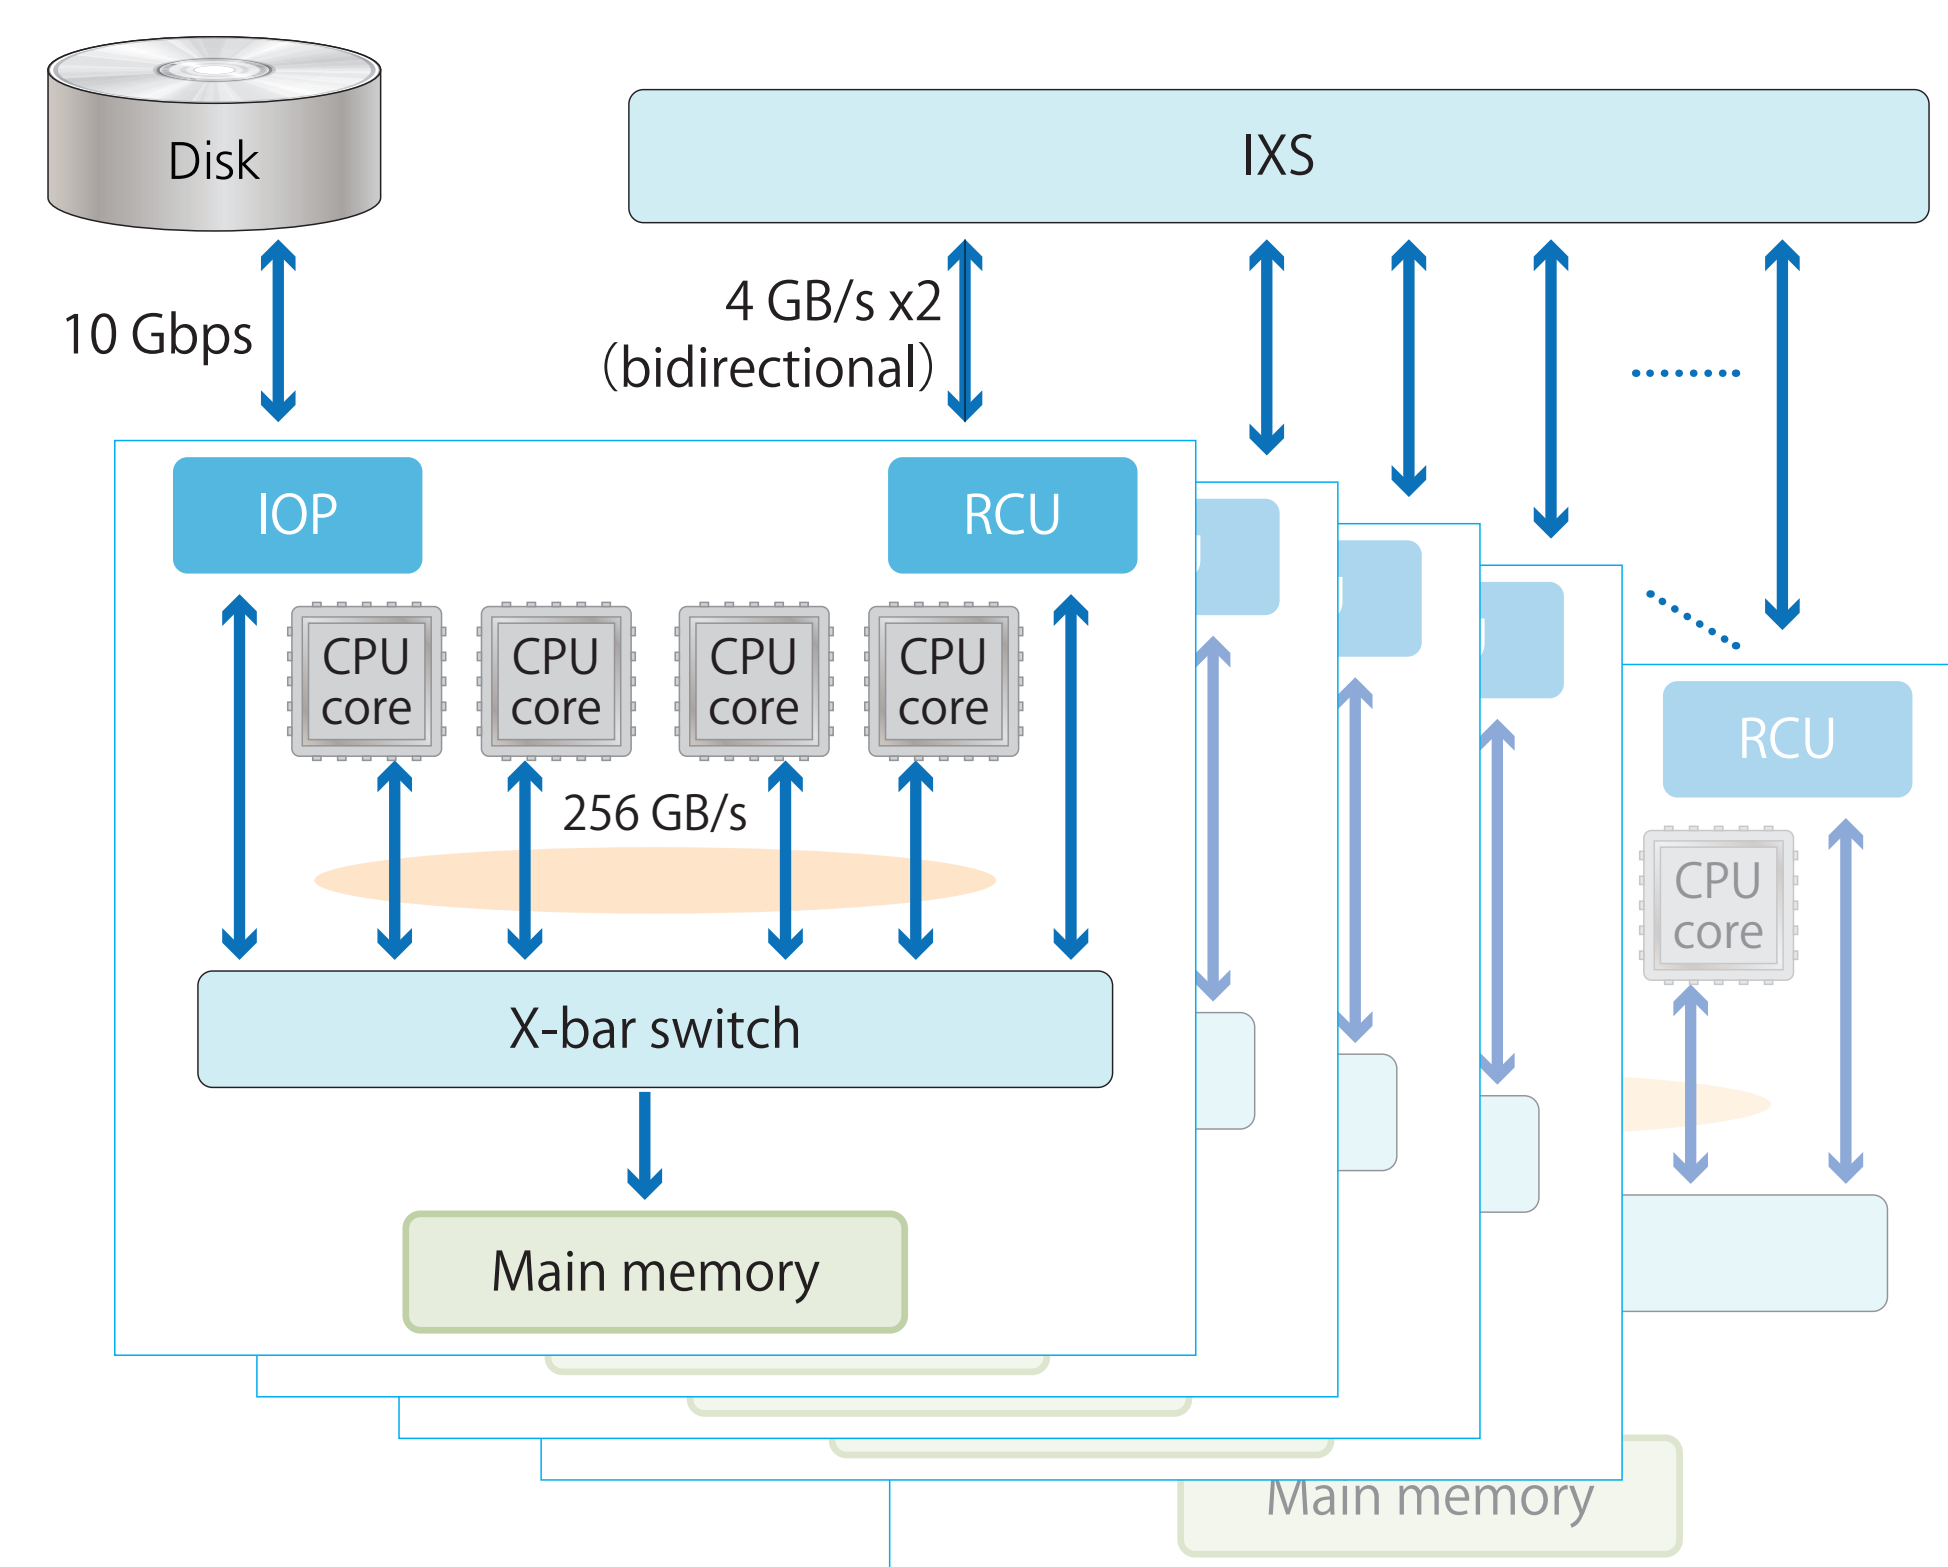 Disk
IXS
10 Gbps
4 GB/s x2
（bidirectional）
IOP
RCU
CPU
core
CPU
core
CPU
core
CPU
core
256 GB/s
X-bar switch
Main memory
RCU
CPU
core
Main memory